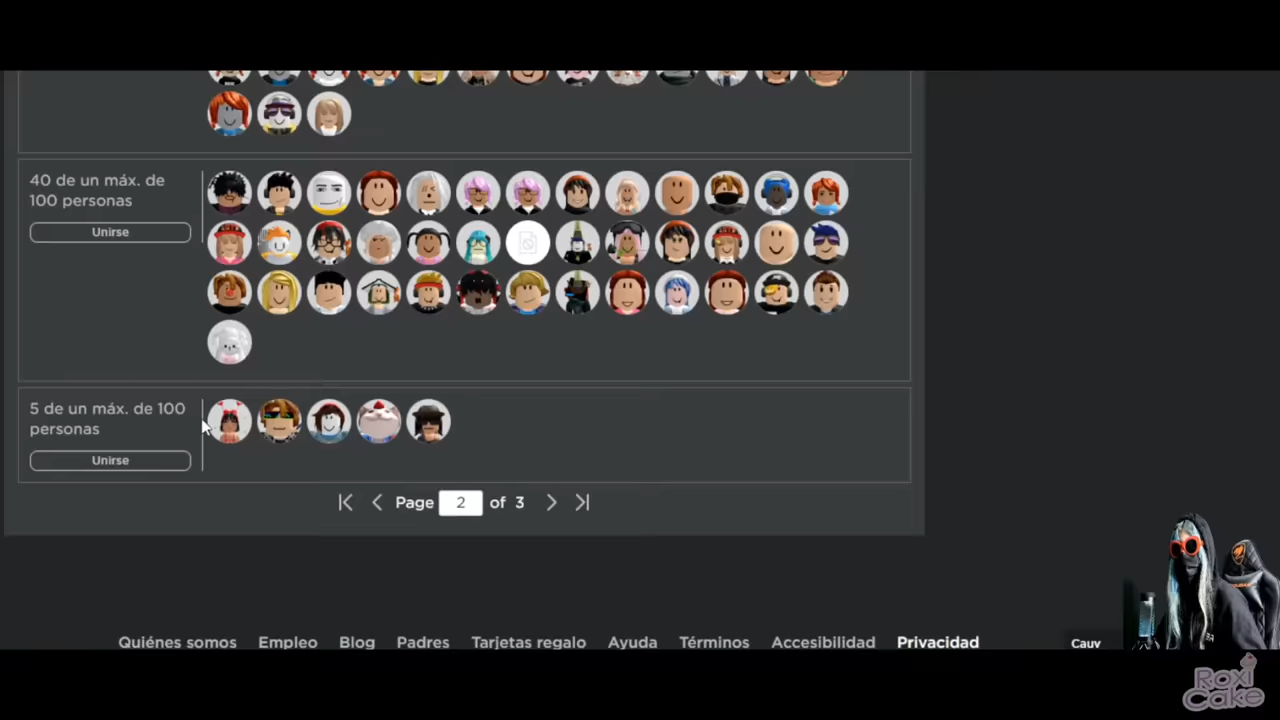 40 de un máx. de
100 personas
Unirse
5 de un máx. de 100
personas
Unirse
Page 2 of 3
Quiénes somos Empleo Blog Padres Tarjetas regalo Ayuda Términos Accesibilidad Privacidad
Cauv
Roxi
Cake